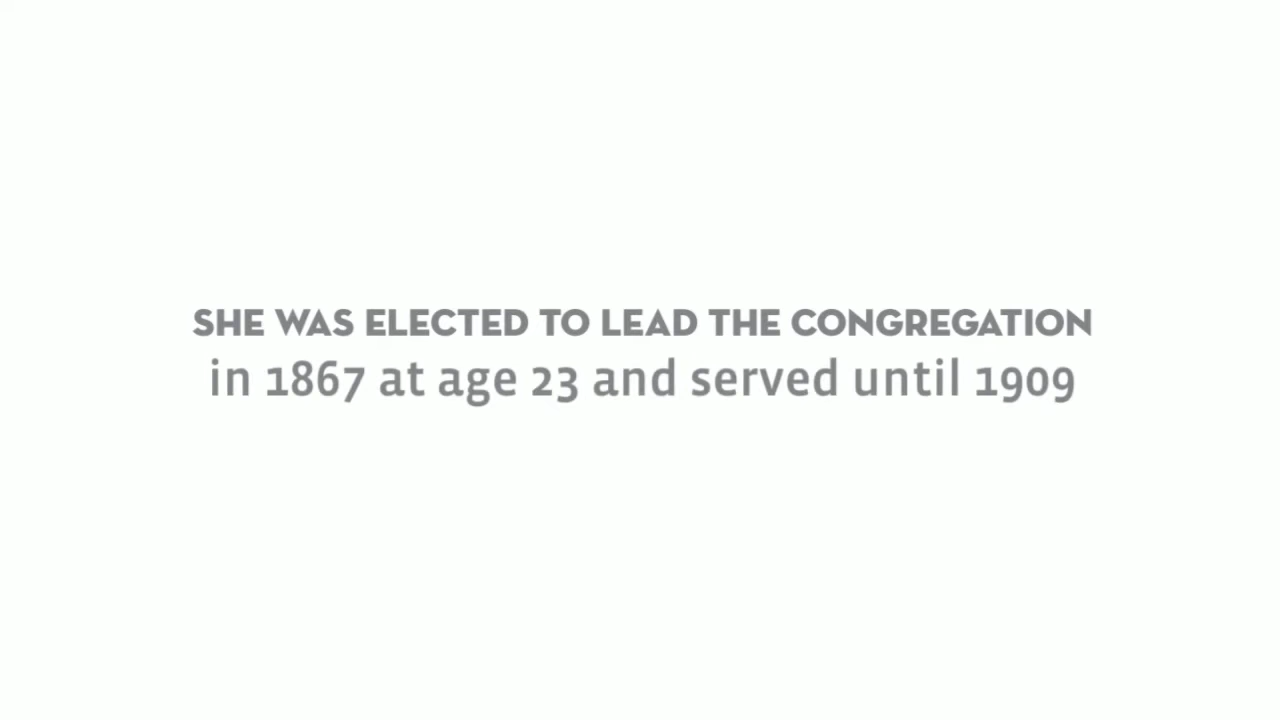 SHE WAS ELECTED TO LEAD THE CONGREGATION
in 1867 at age 23 and served until 1909